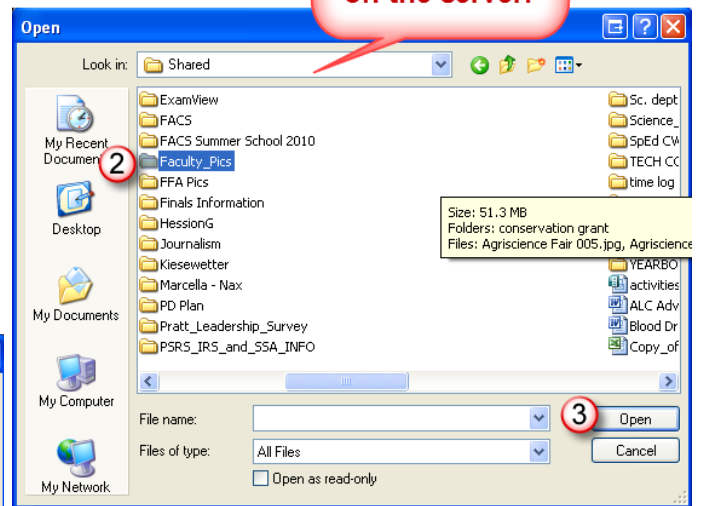 on the server.
Open
Look in:
Shared
My Recent
Documents
Desktop
My Documents
My Computer
My Network
2
ExamView
FACS
FACS Summer School 2010
Faculty_Pics
FFA Pics
Finals Information
HessionG
Journalism
Kiesewetter
Marcella - Nax
PD Plan
Pratt_Leadership_Survey
PSRS_IRS_and_SSA_INFO
Sc. dept
Science_
SpEd CW
TECH CC
time log
Size: 51.3 MB
Folders: conservation grant
Files: Agriscience Fair 005.jpg, Agriscience
YEARBO
activities
ALC Adv
Blood Dr
Copy_of
File name:
3
Open
Files of type:
All Files
Cancel
Open as read-only